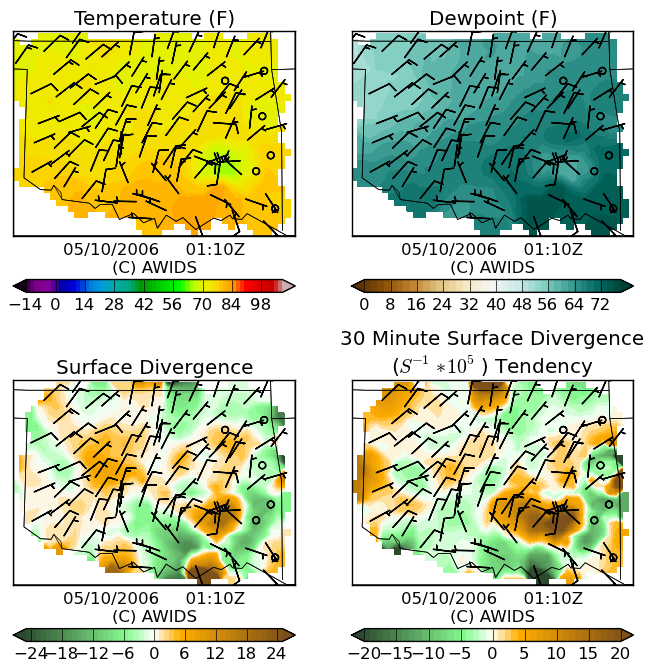 Temperature (F)
Dewpoint (F)
05/10/2006 01:10Z
(C) AWIDS
05/10/2006 01:10Z
(C) AWIDS
−14 0 14 28 42 56 70 84 98
0 8 16 24 32 40 48 56 64 72
Surface Divergence
30 Minute Surface Divergence
(S⁻¹ * 10⁵ ) Tendency
05/10/2006 01:10Z
(C) AWIDS
05/10/2006 01:10Z
(C) AWIDS
−24 −18 −12 −6 0 6 12 18 24
−20 −15 −10 −5 0 5 10 15 20